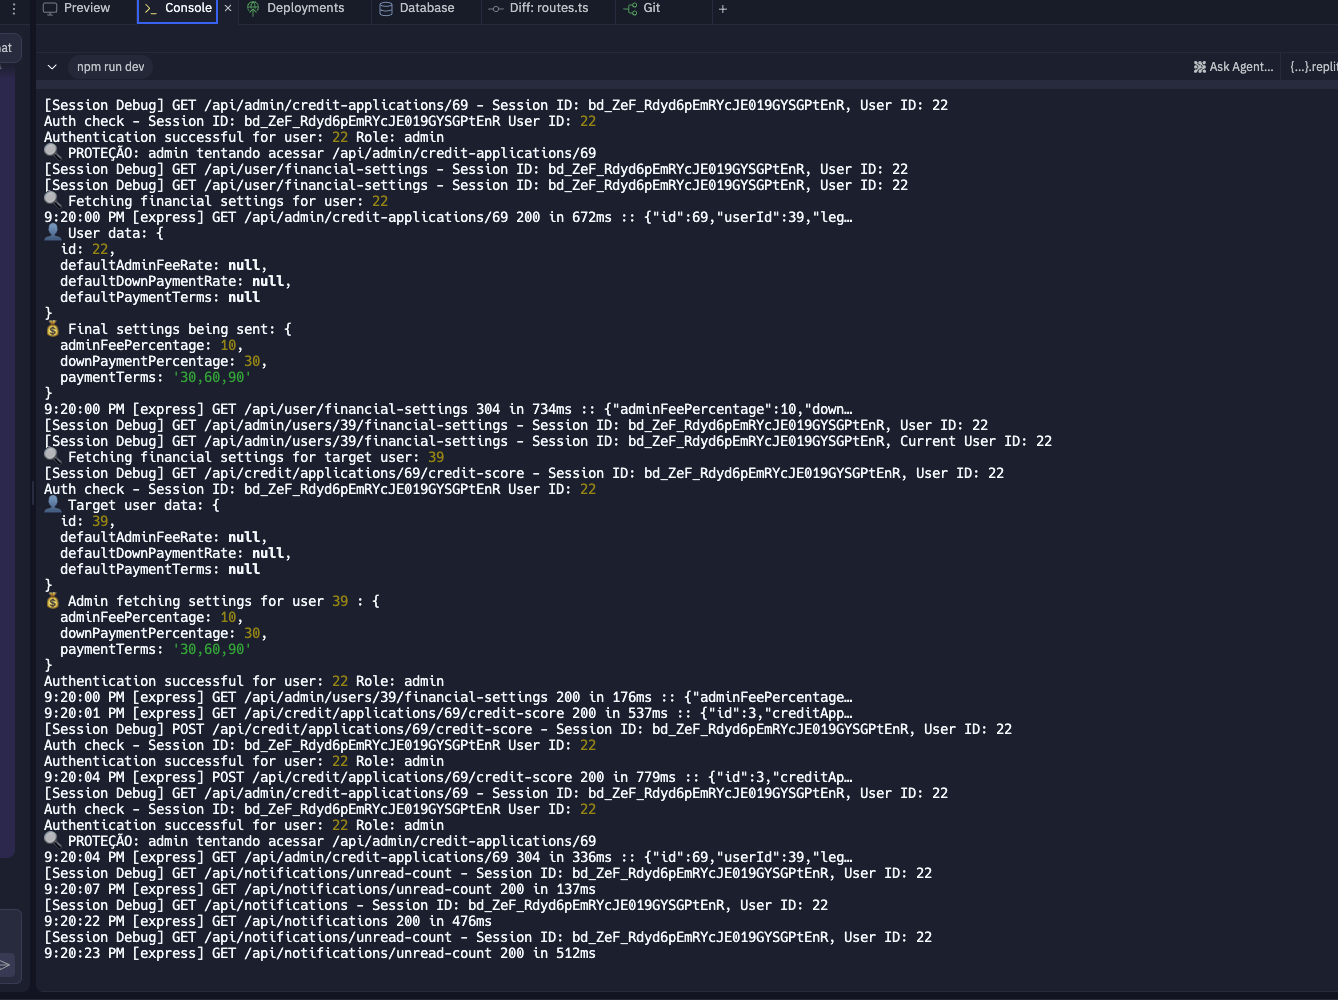 Preview
Console
Deployments
Database
Diff: routes.ts
Git
npm run dev
Ask Agent...
[Session Debug] GET /api/admin/credit-applications/69 - Session ID: bd_ZeF_Rdyd6pEmRYcJE019GYSGPtEnR, User ID: 22
Auth check - Session ID: bd_ZeF_Rdyd6pEmRYcJE019GYSGPtEnR User ID: 22
Authentication successful for user: 22 Role: admin
🔍 PROTEÇÃO: admin tentando acessar /api/admin/credit-applications/69
[Session Debug] GET /api/user/financial-settings - Session ID: bd_ZeF_Rdyd6pEmRYcJE019GYSGPtEnR, User ID: 22
[Session Debug] GET /api/user/financial-settings - Session ID: bd_ZeF_Rdyd6pEmRYcJE019GYSGPtEnR, User ID: 22
🔍 Fetching financial settings for user: 22
9:20:00 PM [express] GET /api/admin/credit-applications/69 200 in 672ms :: {"id":69,"userId":39,"leg…
👤 User data: {
  id: 22,
  defaultAdminFeeRate: null,
  defaultDownPaymentRate: null,
  defaultPaymentTerms: null
}
💰 Final settings being sent: {
  adminFeePercentage: 10,
  downPaymentPercentage: 30,
  paymentTerms: '30,60,90'
}
9:20:00 PM [express] GET /api/user/financial-settings 304 in 734ms :: {"adminFeePercentage":10,"down…
[Session Debug] GET /api/admin/users/39/financial-settings - Session ID: bd_ZeF_Rdyd6pEmRYcJE019GYSGPtEnR, User ID: 22
[Session Debug] GET /api/admin/users/39/financial-settings - Session ID: bd_ZeF_Rdyd6pEmRYcJE019GYSGPtEnR, Current User ID: 22
🔍 Fetching financial settings for target user: 39
[Session Debug] GET /api/credit/applications/69/credit-score - Session ID: bd_ZeF_Rdyd6pEmRYcJE019GYSGPtEnR, User ID: 22
Auth check - Session ID: bd_ZeF_Rdyd6pEmRYcJE019GYSGPtEnR User ID: 22
👤 Target user data: {
  id: 39,
  defaultAdminFeeRate: null,
  defaultDownPaymentRate: null,
  defaultPaymentTerms: null
}
💰 Admin fetching settings for user 39 : {
  adminFeePercentage: 10,
  downPaymentPercentage: 30,
  paymentTerms: '30,60,90'
}
Authentication successful for user: 22 Role: admin
9:20:00 PM [express] GET /api/admin/users/39/financial-settings 200 in 176ms :: {"adminFeePercentage…
9:20:01 PM [express] GET /api/credit/applications/69/credit-score 200 in 537ms :: {"id":3,"creditApp…
[Session Debug] POST /api/credit/applications/69/credit-score - Session ID: bd_ZeF_Rdyd6pEmRYcJE019GYSGPtEnR, User ID: 22
Auth check - Session ID: bd_ZeF_Rdyd6pEmRYcJE019GYSGPtEnR User ID: 22
Authentication successful for user: 22 Role: admin
9:20:04 PM [express] POST /api/credit/applications/69/credit-score 200 in 779ms :: {"id":3,"creditAp…
[Session Debug] GET /api/admin/credit-applications/69 - Session ID: bd_ZeF_Rdyd6pEmRYcJE019GYSGPtEnR, User ID: 22
Auth check - Session ID: bd_ZeF_Rdyd6pEmRYcJE019GYSGPtEnR User ID: 22
Authentication successful for user: 22 Role: admin
🔍 PROTEÇÃO: admin tentando acessar /api/admin/credit-applications/69
9:20:04 PM [express] GET /api/admin/credit-applications/69 304 in 336ms :: {"id":69,"userId":39,"leg…
[Session Debug] GET /api/notifications/unread-count - Session ID: bd_ZeF_Rdyd6pEmRYcJE019GYSGPtEnR, User ID: 22
9:20:07 PM [express] GET /api/notifications/unread-count 200 in 137ms
[Session Debug] GET /api/notifications - Session ID: bd_ZeF_Rdyd6pEmRYcJE019GYSGPtEnR, User ID: 22
9:20:22 PM [express] GET /api/notifications 200 in 476ms
[Session Debug] GET /api/notifications/unread-count - Session ID: bd_ZeF_Rdyd6pEmRYcJE019GYSGPtEnR, User ID: 22
9:20:23 PM [express] GET /api/notifications/unread-count 200 in 512ms